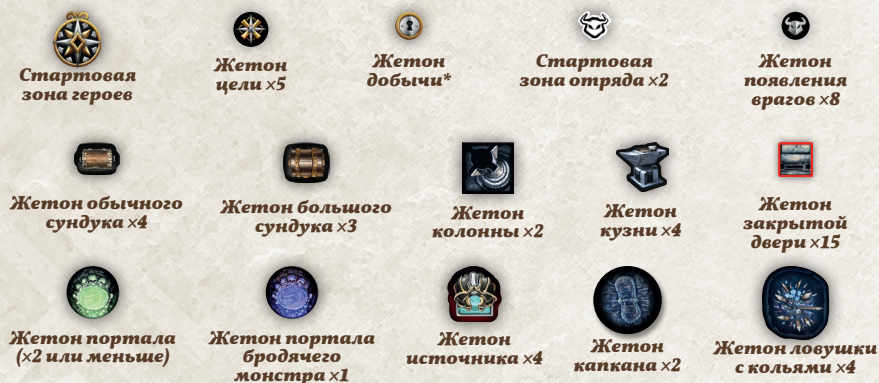 Стартовая
зона героев
Жетон
цели ×5
Жетон
добычи*
Стартовая
зона отряда ×2
Жетон
появления
врагов ×8
Жетон обычного
сундука ×4
Жетон большого
сундука ×3
Жетон
колонны ×2
Жетон
кузни ×4
Жетон
закрытой
двери ×15
Жетон портала
(×2 или меньше)
Жетон портала
бродячего
монстра ×1
Жетон
источника ×4
Жетон
капкана ×2
Жетон ловушки
с кольями ×4